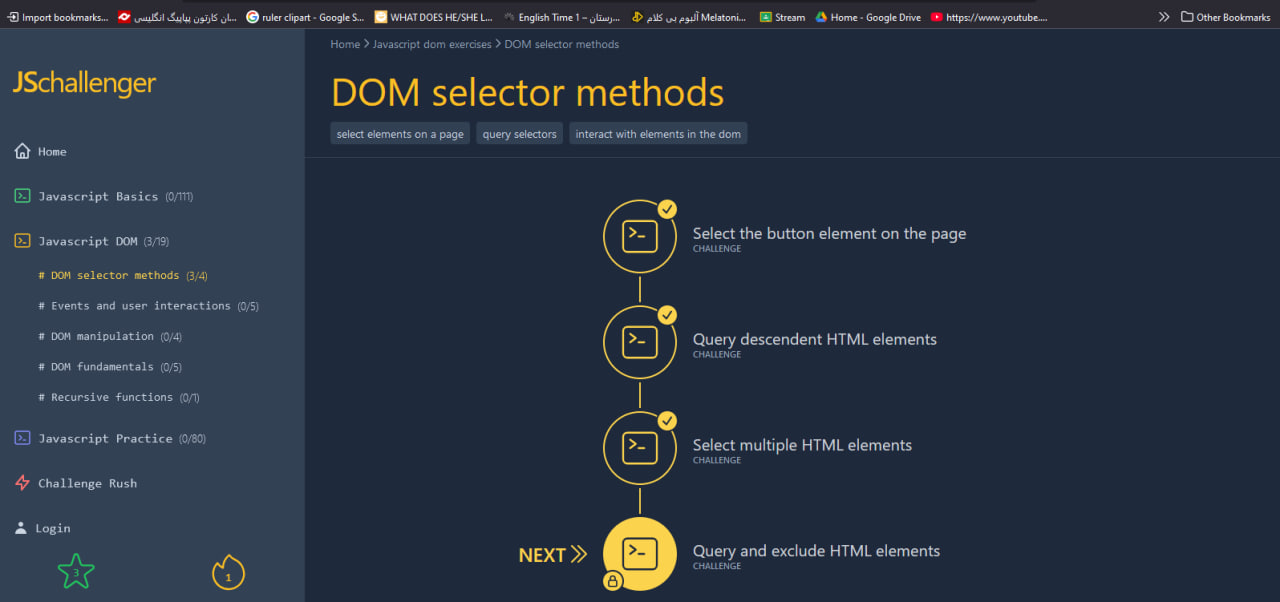 Import bookmarks...
ان کارتون پیاپیگ انگلیسی...
ruler clipart - Google S...
WHAT DOES HE/SHE L...
English Time 1 – رستان...
آلبوم بی کلام Melatoni...
Stream
Home - Google Drive
https://www.youtube....
Other Bookmarks
Home > Javascript dom exercises > DOM selector methods
JSchallenger
DOM selector methods
select elements on a page
query selectors
interact with elements in the dom
Home
Javascript Basics (0/111)
Javascript DOM (3/19)
# DOM selector methods (3/4)
# Events and user interactions (0/5)
# DOM manipulation (0/4)
# DOM fundamentals (0/5)
# Recursive functions (0/1)
Javascript Practice (0/80)
Challenge Rush
Login
3
1
Select the button element on the page
CHALLENGE
Query descendent HTML elements
CHALLENGE
Select multiple HTML elements
CHALLENGE
NEXT
Query and exclude HTML elements
CHALLENGE